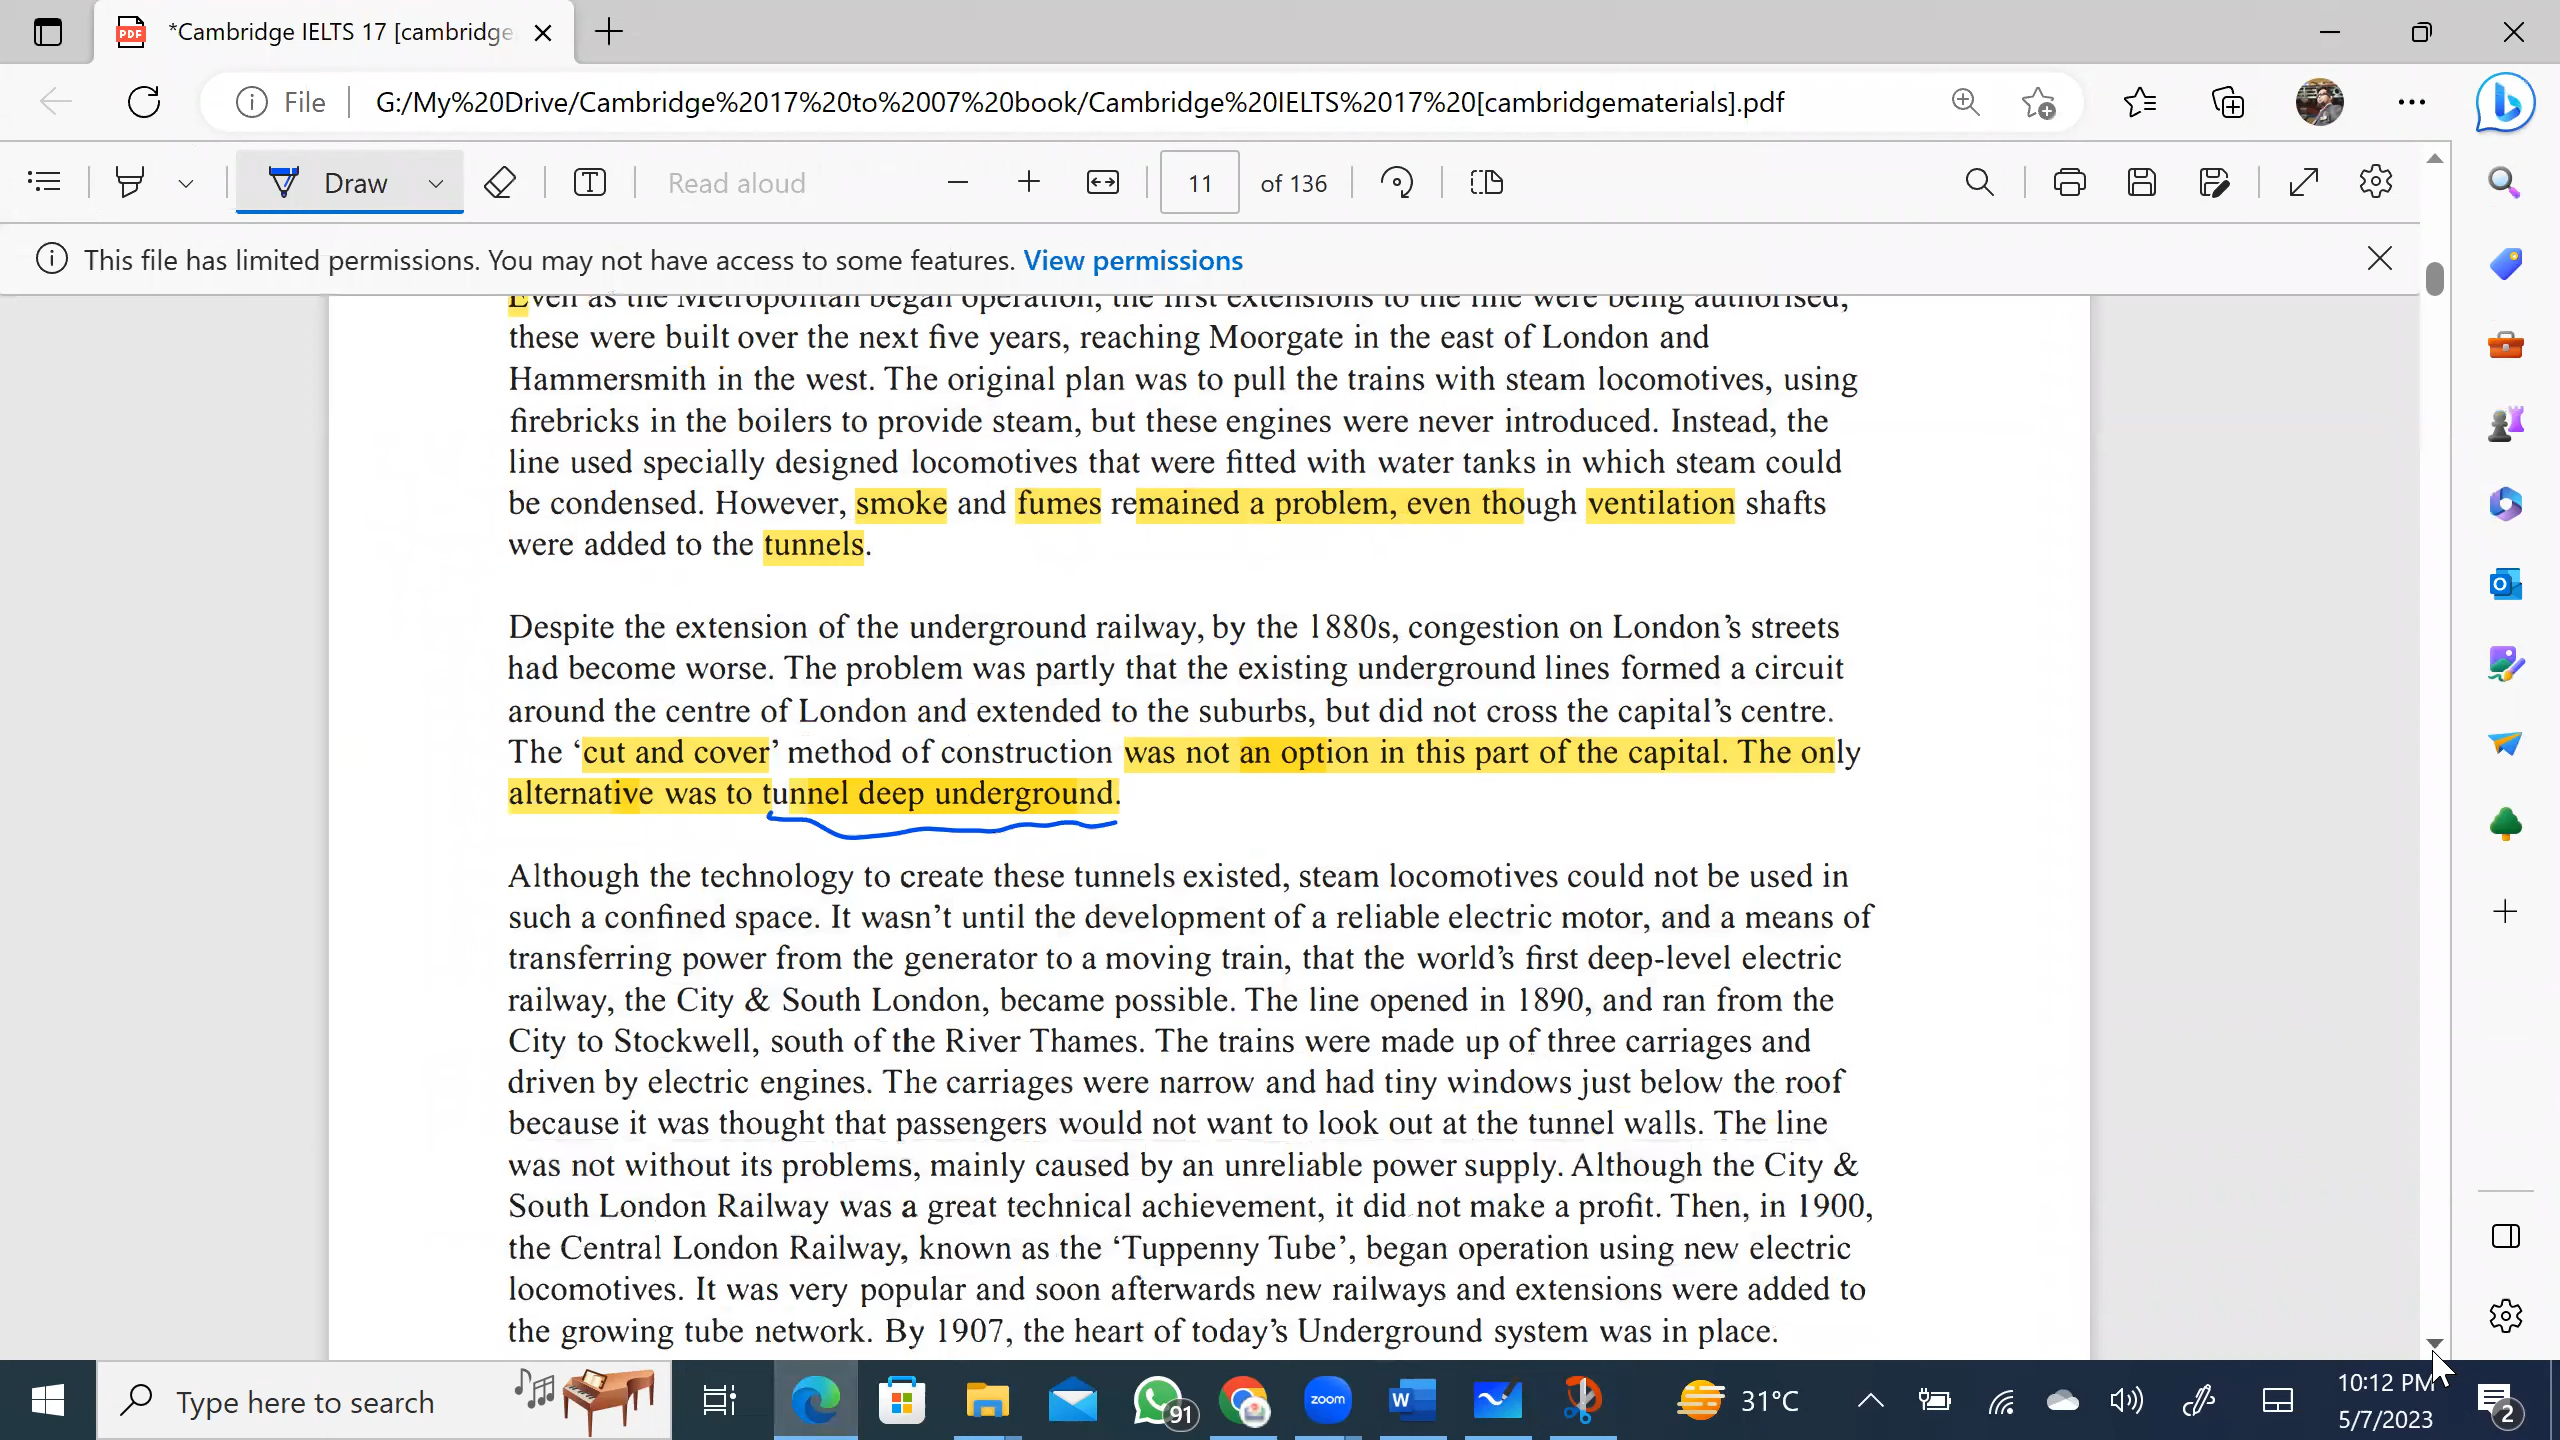 *Cambridge IELTS 17 [cambridge
File
G:/My%20Drive/Cambridge%2017%20to%2007%20book/Cambridge%20IELTS%2017%20[cambridgematerials].pdf
Draw
Read aloud
11 of 136
This file has limited permissions. You may not have access to some features. View permissions
Even as the Metropolitan began operation, the first extensions to the line were being authorised;
these were built over the next five years, reaching Moorgate in the east of London and
Hammersmith in the west. The original plan was to pull the trains with steam locomotives, using
firebricks in the boilers to provide steam, but these engines were never introduced. Instead, the
line used specially designed locomotives that were fitted with water tanks in which steam could
be condensed. However, smoke and fumes remained a problem, even though ventilation shafts
were added to the tunnels.
Despite the extension of the underground railway, by the 1880s, congestion on London’s streets
had become worse. The problem was partly that the existing underground lines formed a circuit
around the centre of London and extended to the suburbs, but did not cross the capital’s centre.
The ‘cut and cover’ method of construction was not an option in this part of the capital. The only
alternative was to tunnel deep underground.
Although the technology to create these tunnels existed, steam locomotives could not be used in
such a confined space. It wasn’t until the development of a reliable electric motor, and a means of
transferring power from the generator to a moving train, that the world’s first deep-level electric
railway, the City & South London, became possible. The line opened in 1890, and ran from the
City to Stockwell, south of the River Thames. The trains were made up of three carriages and
driven by electric engines. The carriages were narrow and had tiny windows just below the roof
because it was thought that passengers would not want to look out at the tunnel walls. The line
was not without its problems, mainly caused by an unreliable power supply. Although the City &
South London Railway was a great technical achievement, it did not make a profit. Then, in 1900,
the Central London Railway, known as the ‘Tuppenny Tube’, began operation using new electric
locomotives. It was very popular and soon afterwards new railways and extensions were added to
the growing tube network. By 1907, the heart of today’s Underground system was in place.
Type here to search
91
zoom
31°C
10:12 PM
5/7/2023
2